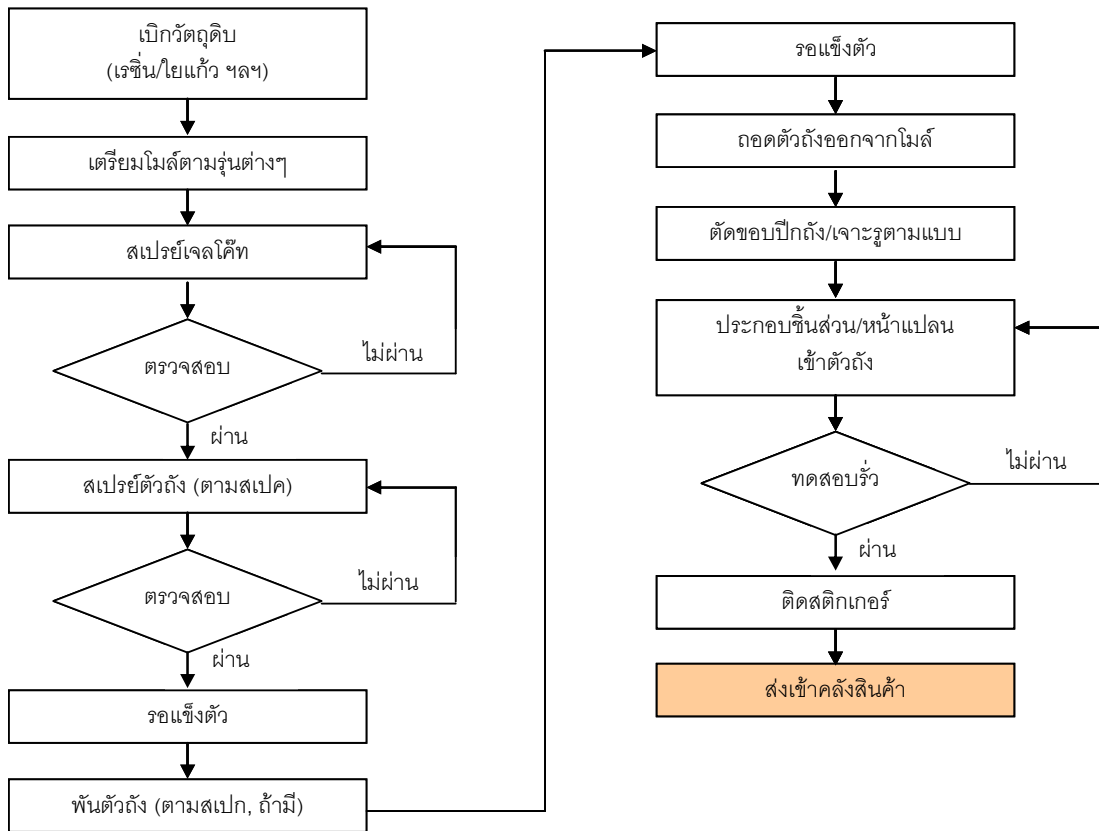 เบิกวัตถุดิบ
(เรซิ่น/ใยแก้ว ฯลฯ)
เตรียมโมล์ตามรุ่นต่างๆ
สเปรย์เจลโค๊ท
ตรวจสอบ
ไม่ผ่าน
ผ่าน
สเปรย์ตัวถัง (ตามสเปค)
ตรวจสอบ
ไม่ผ่าน
ผ่าน
รอแข็งตัว
พันตัวถัง (ตามสเปก, ถ้ามี)
รอแข็งตัว
ถอดตัวถังออกจากโมล์
ตัดขอบปีกถัง/เจาะรูตามแบบ
ประกอบชิ้นส่วน/หน้าแปลน
เข้าตัวถัง
ทดสอบรั่ว
ไม่ผ่าน
ผ่าน
ติดสติกเกอร์
ส่งเข้าคลังสินค้า